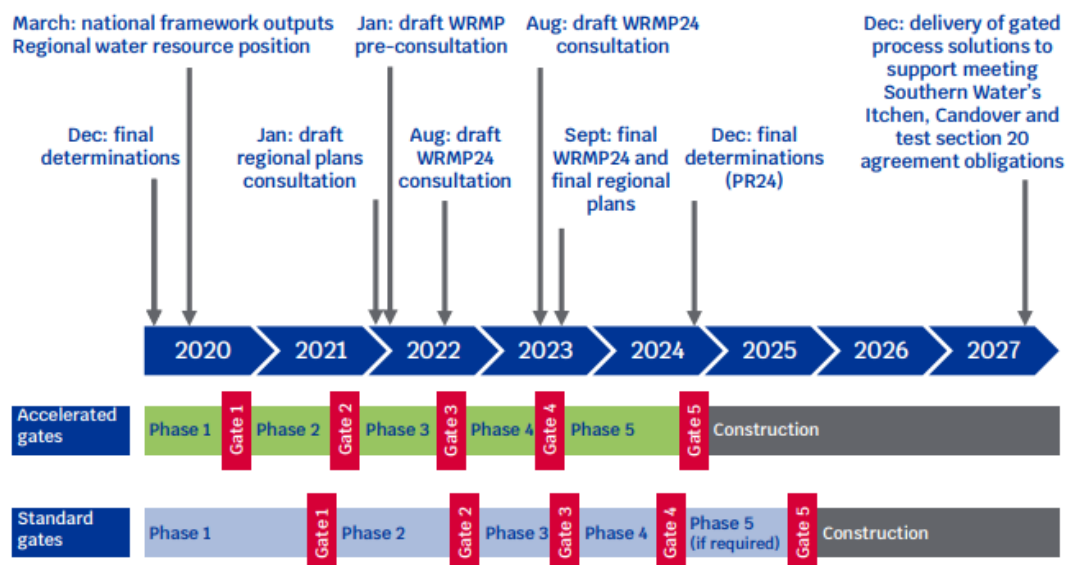 March: national framework outputs
Regional water resource position
Jan: draft WRMP
pre-consultation
Aug: draft WRMP24
consultation
Dec: delivery of gated
process solutions to
support meeting
Southern Water's
Itchen, Candover and
test section 20
agreement obligations
Dec: final
determinations
Jan: draft
regional plans
consultation
Aug: draft
WRMP24
consultation
Sept: final
WRMP24 and
final regional
plans
Dec: final
determinations
(PR24)
2020
2021
2022
2023
2024
2025
2026
2027
Accelerated
gates
Phase 1
Gate 1
Phase 2
Gate 2
Phase 3
Gate 3
Phase 4
Gate 4
Phase 5
Gate 5
Construction
Standard
gates
Phase 1
Gate 1
Phase 2
Gate 2
Phase 3
Gate 3
Phase 4
Gate 4
Phase 5
(if required)
Gate 5
Construction